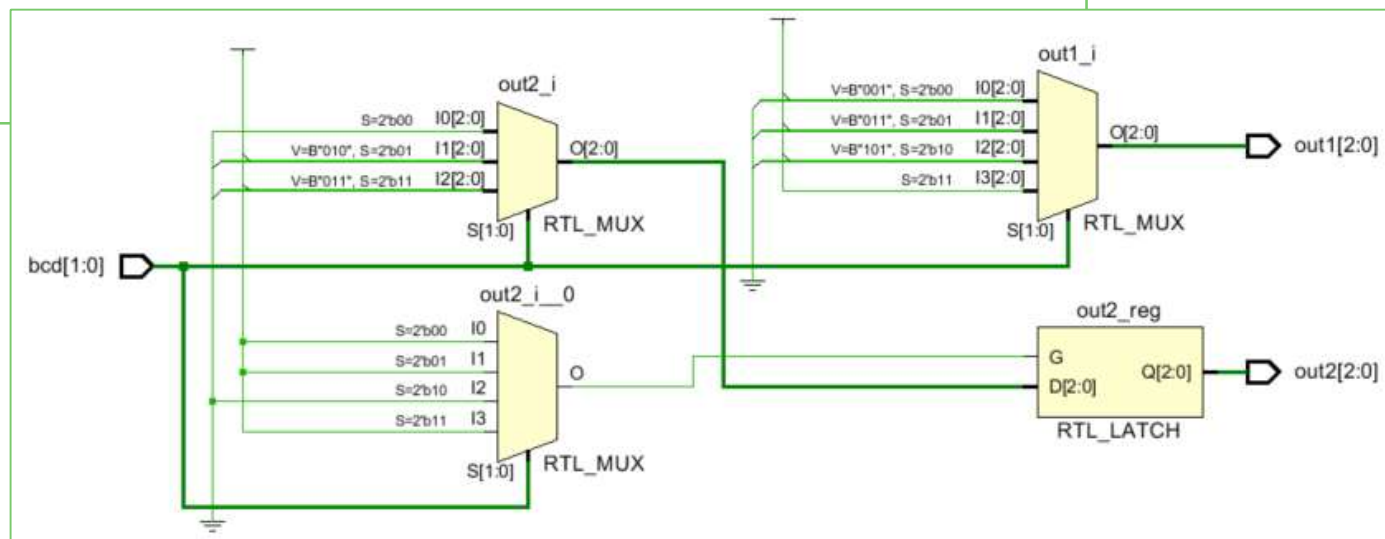 out2_i
S=2'b00 I0[2:0]
V=B"010", S=2'b01 I1[2:0]
V=B"011", S=2'b11 I2[2:0]
O[2:0]
S[1:0]
RTL_MUX
out1_i
V=B"001", S=2'b00 I0[2:0]
V=B"011", S=2'b01 I1[2:0]
V=B"101", S=2'b10 I2[2:0]
S=2'b11 I3[2:0]
O[2:0]
S[1:0]
RTL_MUX
out1[2:0]
bcd[1:0]
out2_i__0
S=2'b00 I0
S=2'b01 I1
S=2'b10 I2
S=2'b11 I3
O
S[1:0]
RTL_MUX
out2_reg
G
D[2:0]
Q[2:0]
RTL_LATCH
out2[2:0]